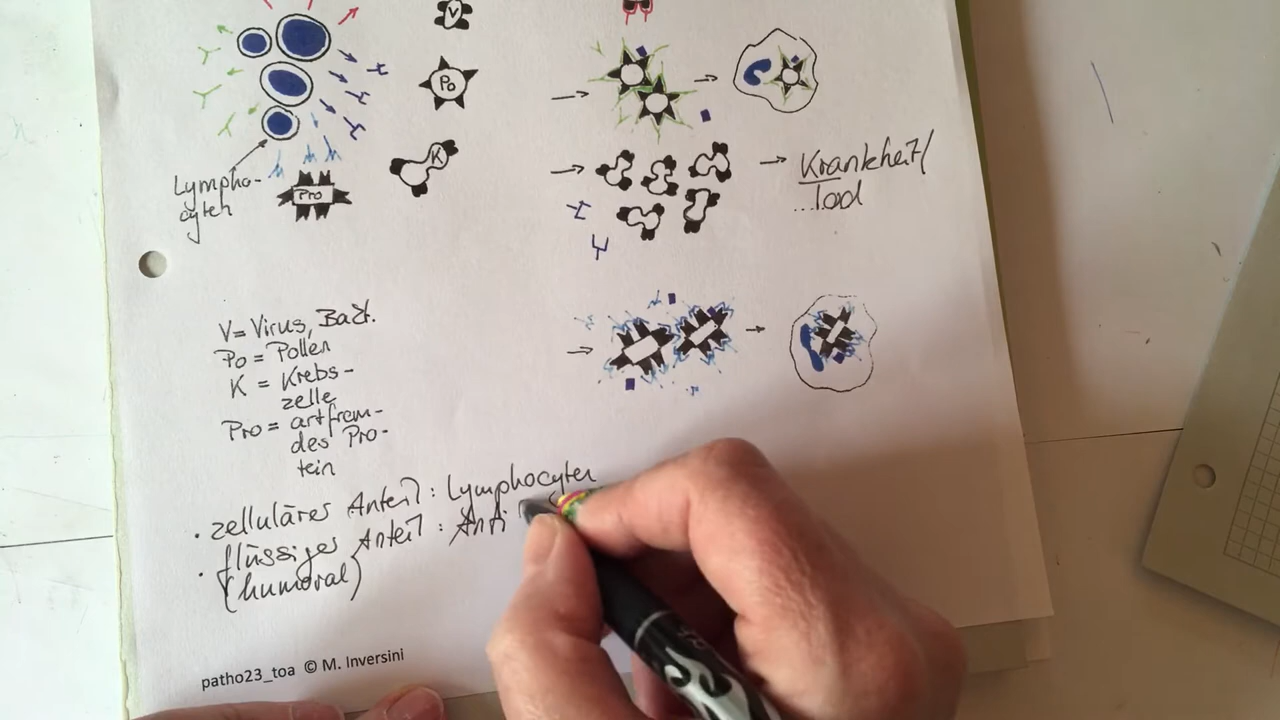 V
Po
K
Krankheit/
...Tod
Lympho-
cyten
Pro
V= Virus, Bakt.
Po = Pollen
K = Krebs-
zelle
Pro = artfrem-
des Pro-
tein
· zelluläres Anteil : Lymphocyten
· flüssiges Anteil : Anti
(humoral)
patho23_toa © M. Inversini